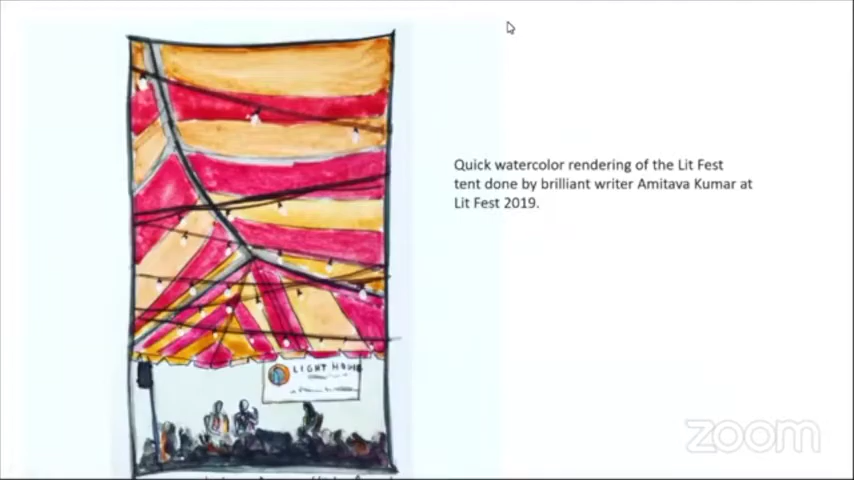 LIGHT HOUSE
Quick watercolor rendering of the Lit Fest
tent done by brilliant writer Amitava Kumar at
Lit Fest 2019.
zoom